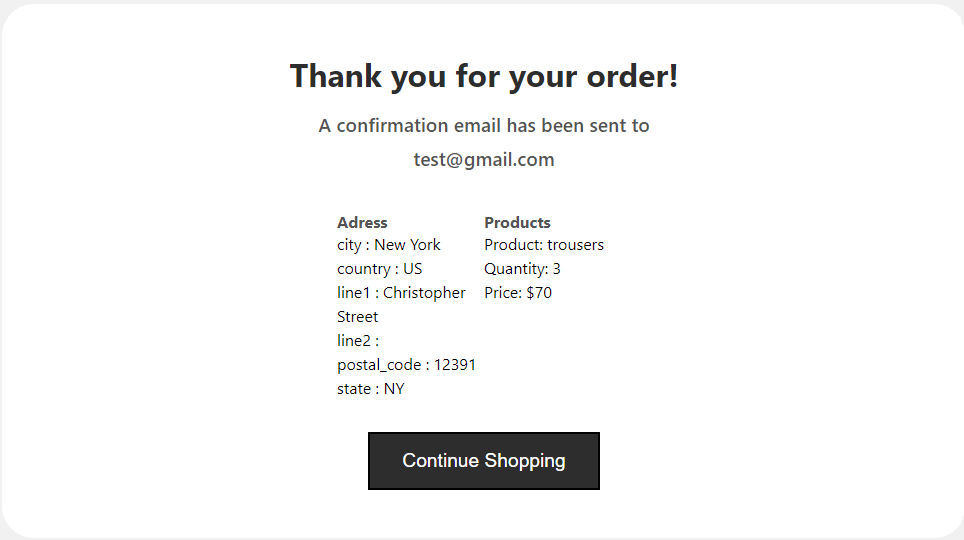 Thank you for your order!
A confirmation email has been sent to
test@gmail.com
Adress
city : New York
country : US
line1 : Christopher
Street
line2 :
postal_code : 12391
state : NY
Products
Product: trousers
Quantity: 3
Price: $70
Continue Shopping